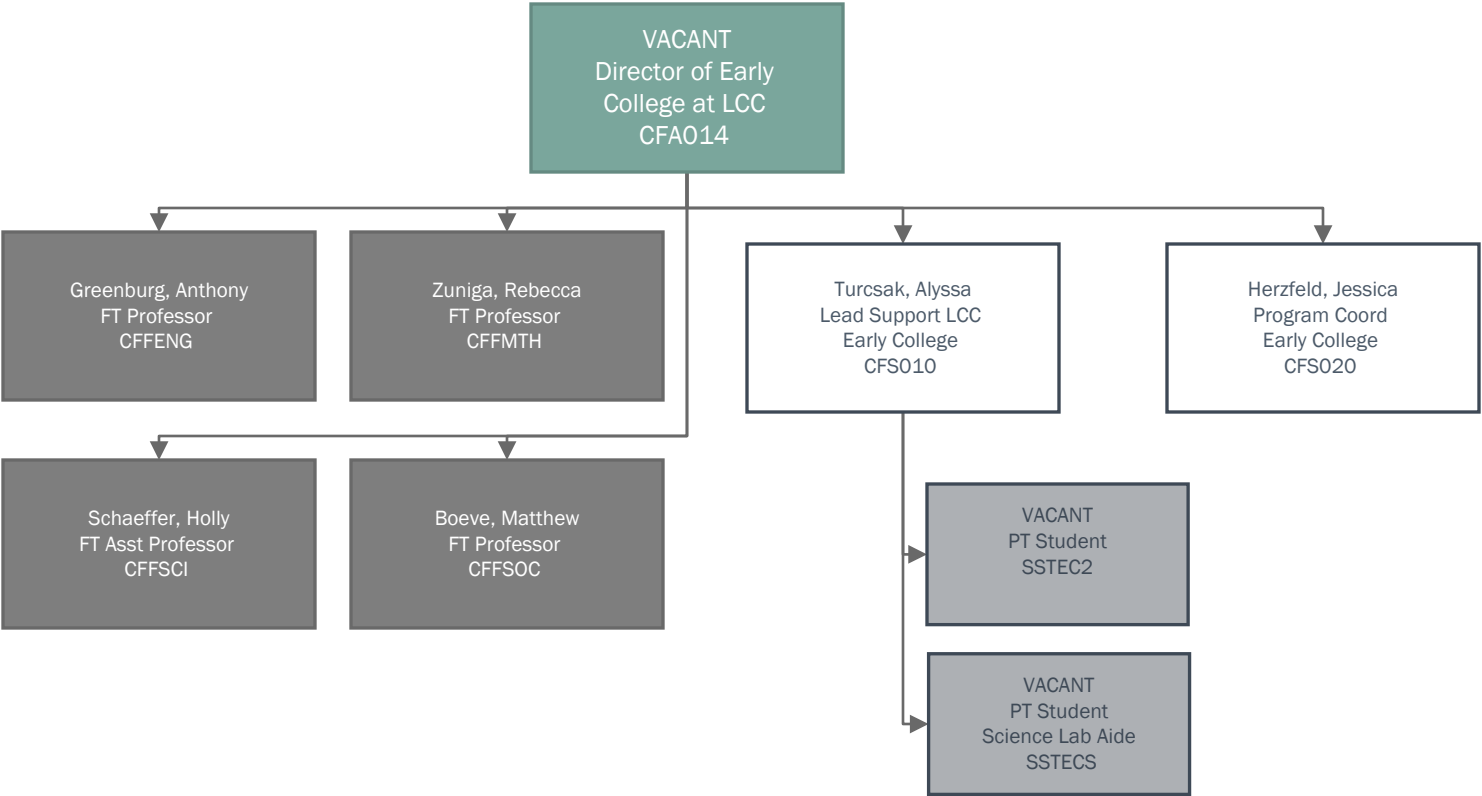 VACANT
Director of Early
College at LCC
CFA014
Greenburg, Anthony
FT Professor
CFFENG
Zuniga, Rebecca
FT Professor
CFFMTH
Turcsak, Alyssa
Lead Support LCC
Early College
CFS010
Herzfeld, Jessica
Program Coord
Early College
CFS020
Schaeffer, Holly
FT Asst Professor
CFFSCI
Boeve, Matthew
FT Professor
CFFSOC
VACANT
PT Student
SSTEC2
VACANT
PT Student
Science Lab Aide
SSTECS